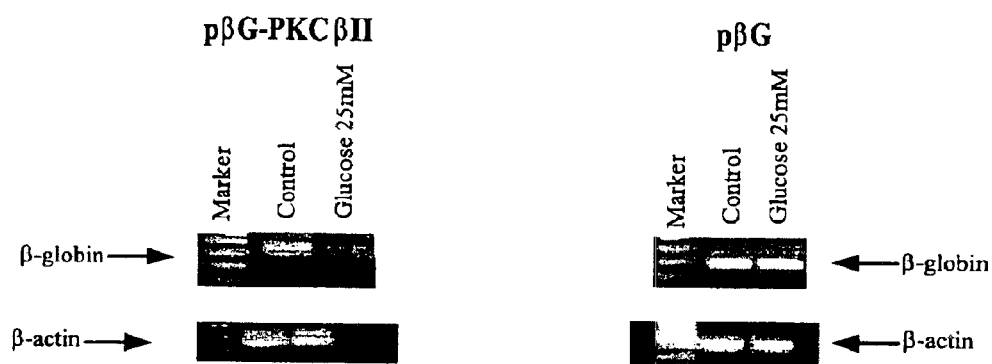 pβG-PKCβII
Marker
Control
Glucose 25mM
β-globin
β-actin
pβG
Marker
Control
Glucose 25mM
β-globin
β-actin